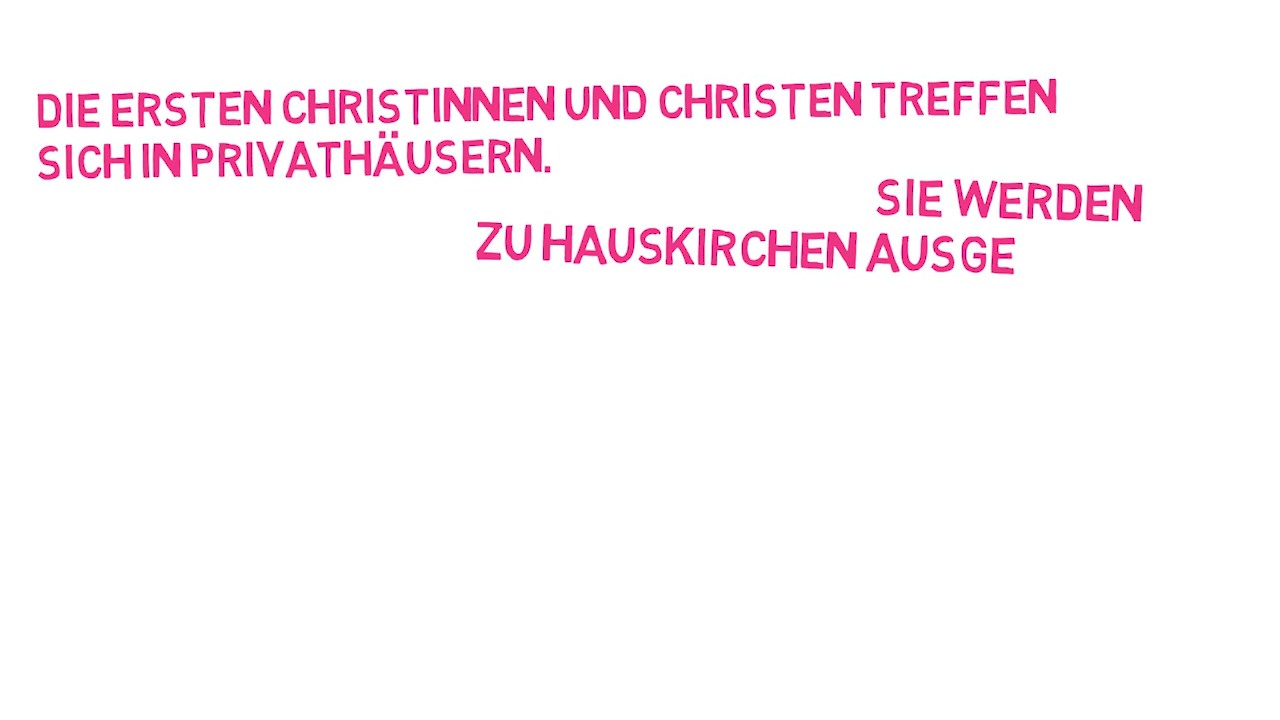 DIE ERSTEN CHRISTINNEN UND CHRISTEN TREFFEN
SICH IN PRIVATHÄUSERN.
SIE WERDEN
ZU HAUSKIRCHEN AUSGE